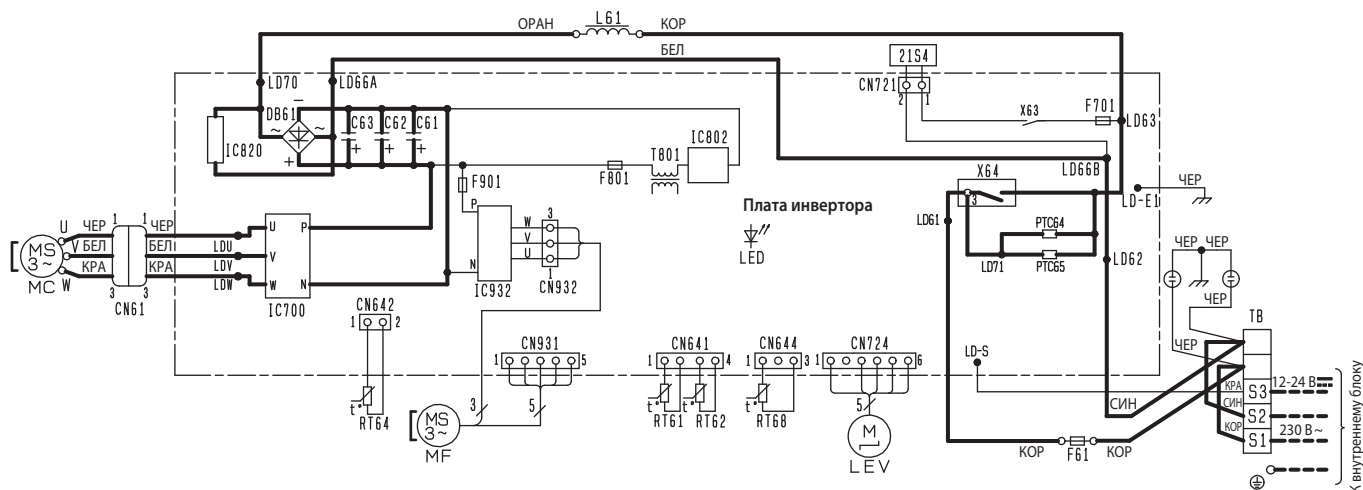 ОРАН L61 КОР
БЕЛ
21S4
LD70 LD66A CN721
2 1
X63 F701
LD63
DB61 −
~ ~
+
C63 C62 C61
+ + +
IC820
IC802
T801
F801
F901
LD66B
X64
3
LD-E1 ЧЕР
P
Плата инвертора
LED
LD61
PTC64
LD71 PTC65
LD62
U ЧЕР 1 1 ЧЕР
V БЕЛ БЕЛ
W КРА КРА
3 3
LDU
LDV
LDW
U P
V
W N
IC700
MS
3~
MC
CN61
N
IC932
W 3
V
U 1
CN932
ЧЕР ЧЕР
ЧЕР
ЧЕР
TB
CN642
1 2
t°
RT64
CN931
1 5
3 5
MS
3~
MF
CN641
1 4
t° t°
RT61 RT62
CN644
1 3
t°
RT68
CN724
1 6
5
M
LEV
LD-S
КРА S3 12-24 В
СИН СИН S2
КОР S1 230 В ~
КОР F61 КОР
К внутреннему блоку